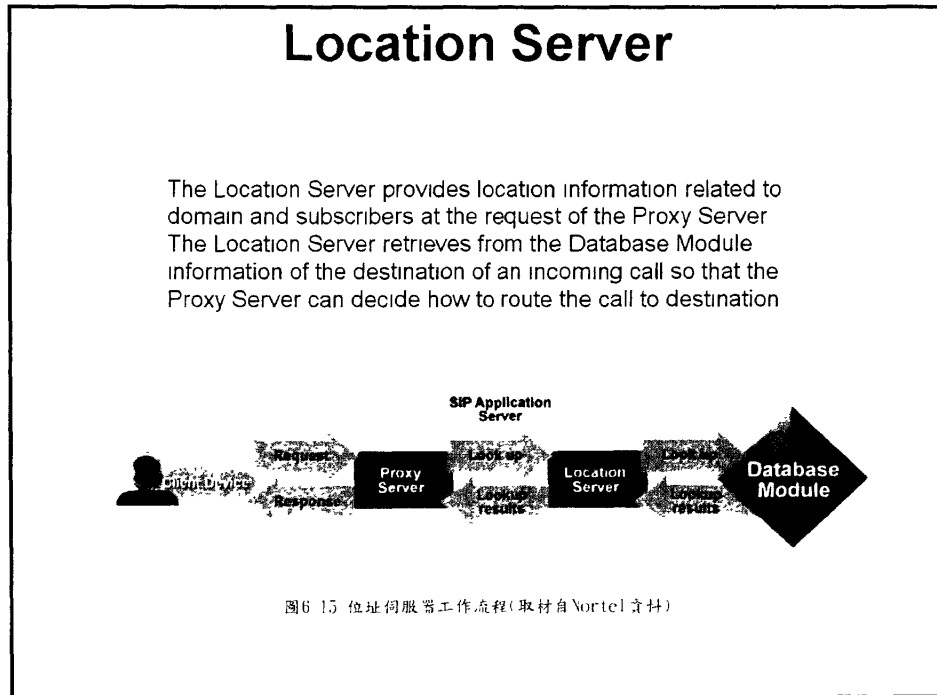 Location Server
The Location Server provides location information related to
domain and subscribers at the request of the Proxy Server
The Location Server retrieves from the Database Module
information of the destination of an incoming call so that the
Proxy Server can decide how to route the call to destination
SIP Application
Server
Client Device
Request
Response
Proxy
Server
Look up
Lookup
results
Location
Server
Look up
Lookup
results
Database
Module
圖6 15 位址伺服器工作流程(取材自Nortel資料)